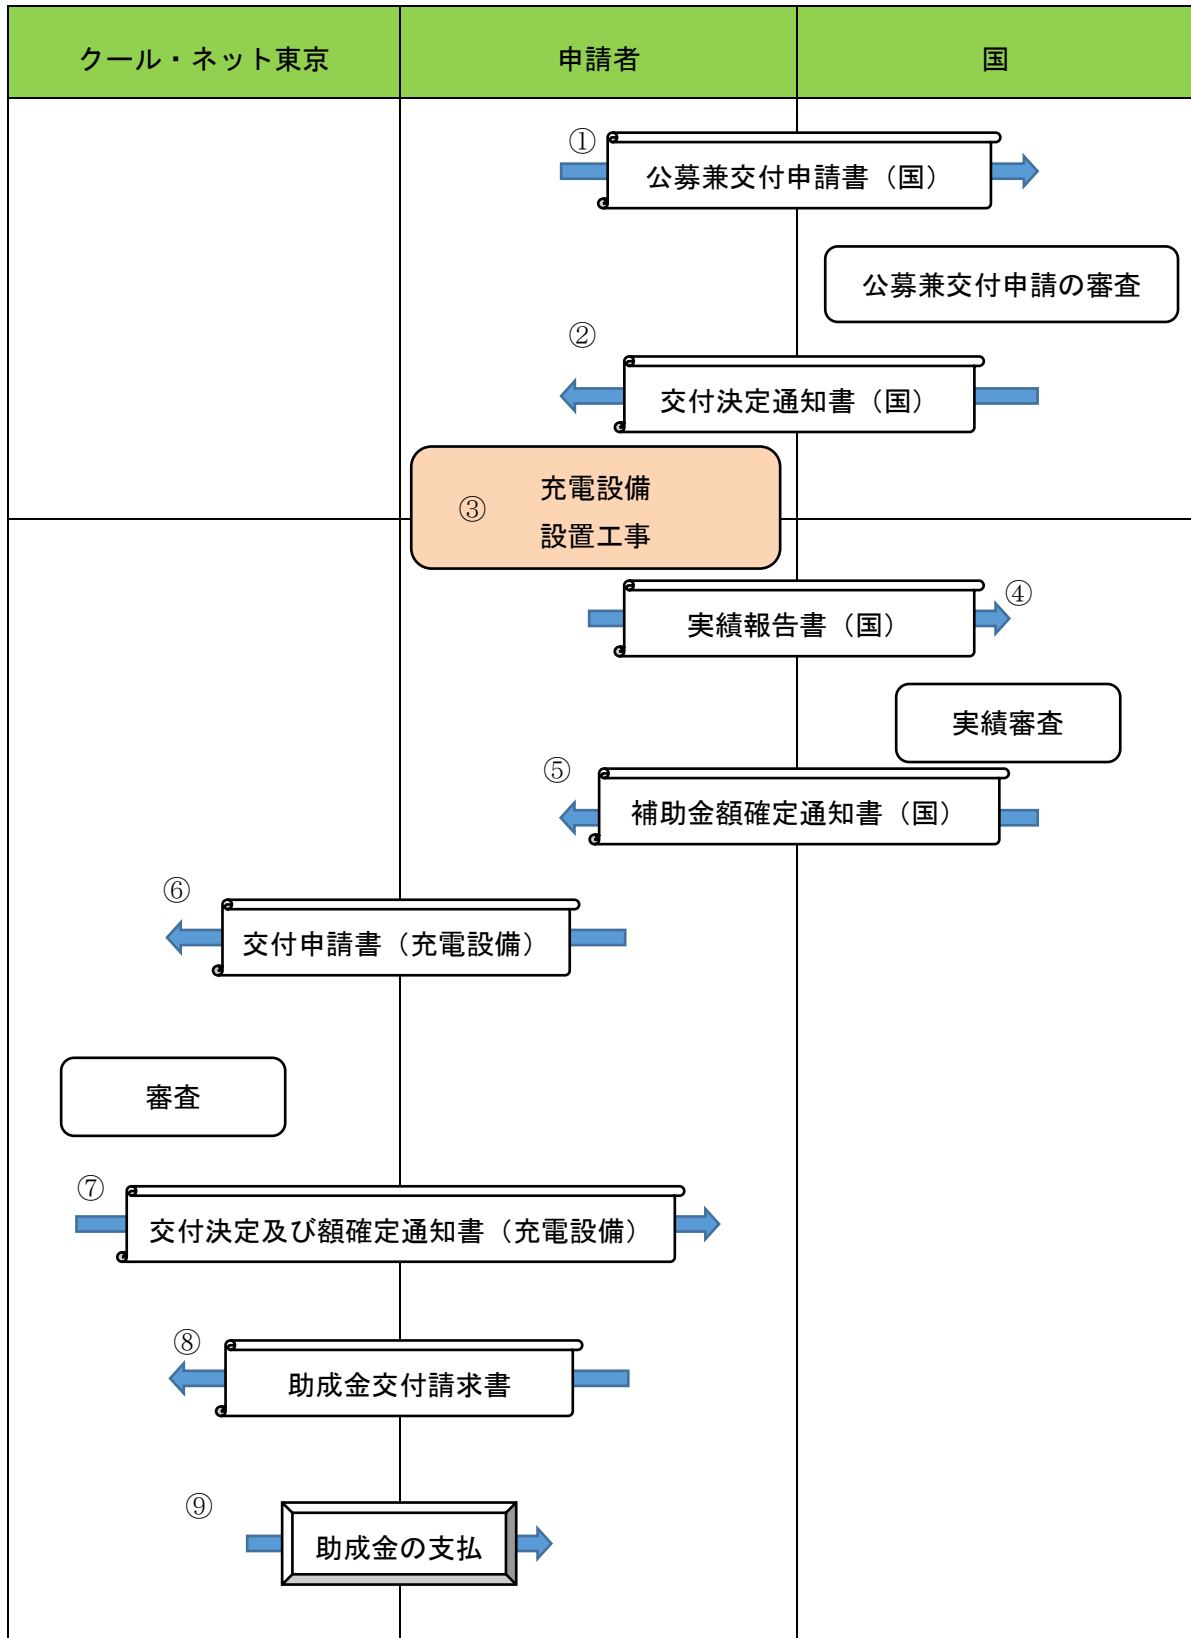 クール・ネット東京
申請者
国
①
公募兼交付申請書（国）
公募兼交付申請の審査
②
交付決定通知書（国）
③
充電設備
設置工事
④
実績報告書（国）
実績審査
⑤
補助金額確定通知書（国）
⑥
交付申請書（充電設備）
審査
⑦
交付決定及び額確定通知書（充電設備）
⑧
助成金交付請求書
⑨
助成金の支払